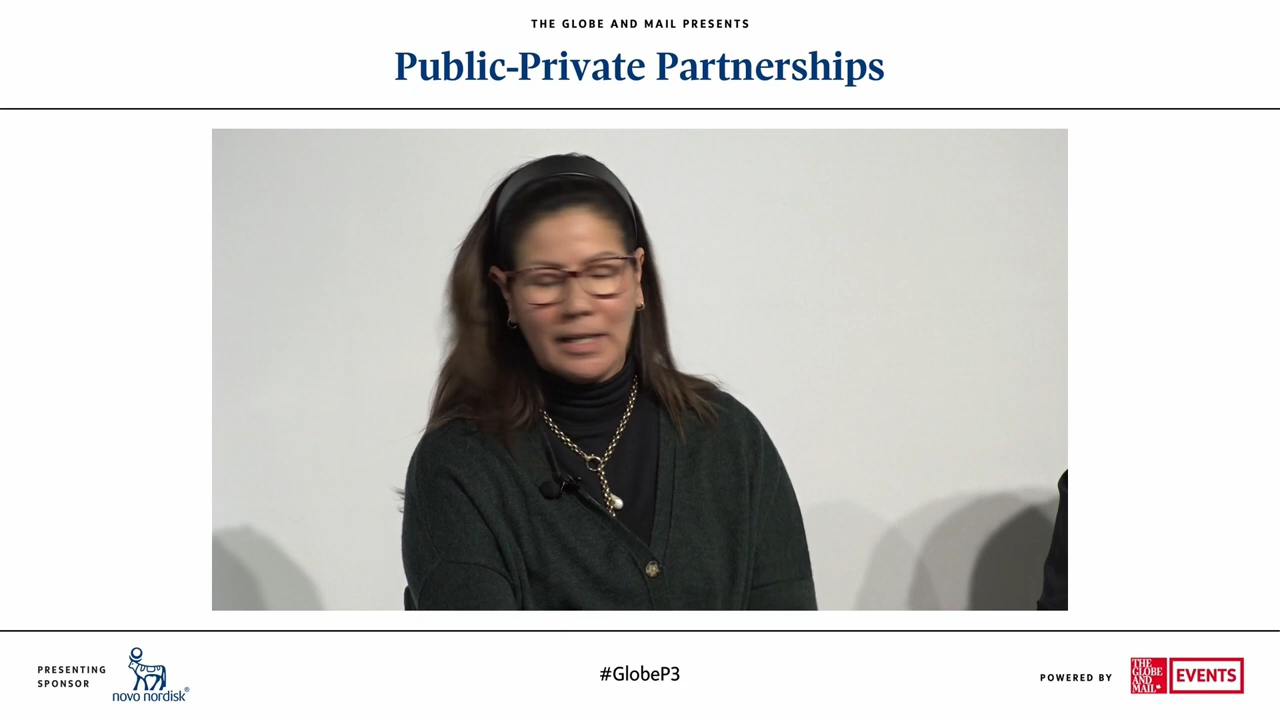 THE GLOBE AND MAIL PRESENTS
Public-Private Partnerships
PRESENTING
SPONSOR
novo nordisk®
#GlobeP3
POWERED BY
THE
GLOBE
AND
MAIL
EVENTS